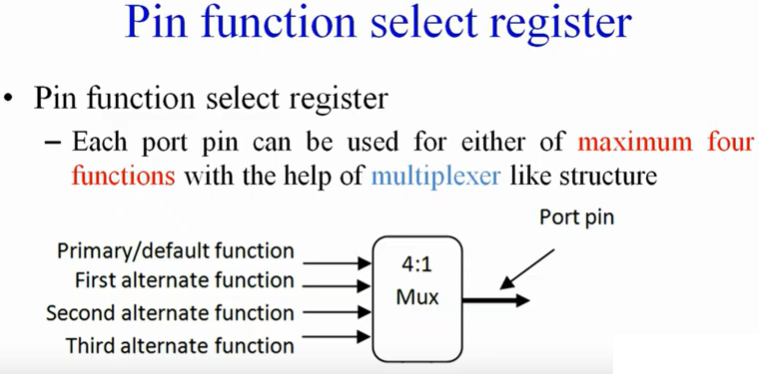 Pin function select register
• Pin function select register
– Each port pin can be used for either of maximum four
functions with the help of multiplexer like structure
Port pin
Primary/default function
First alternate function
Second alternate function
Third alternate function
4:1
Mux